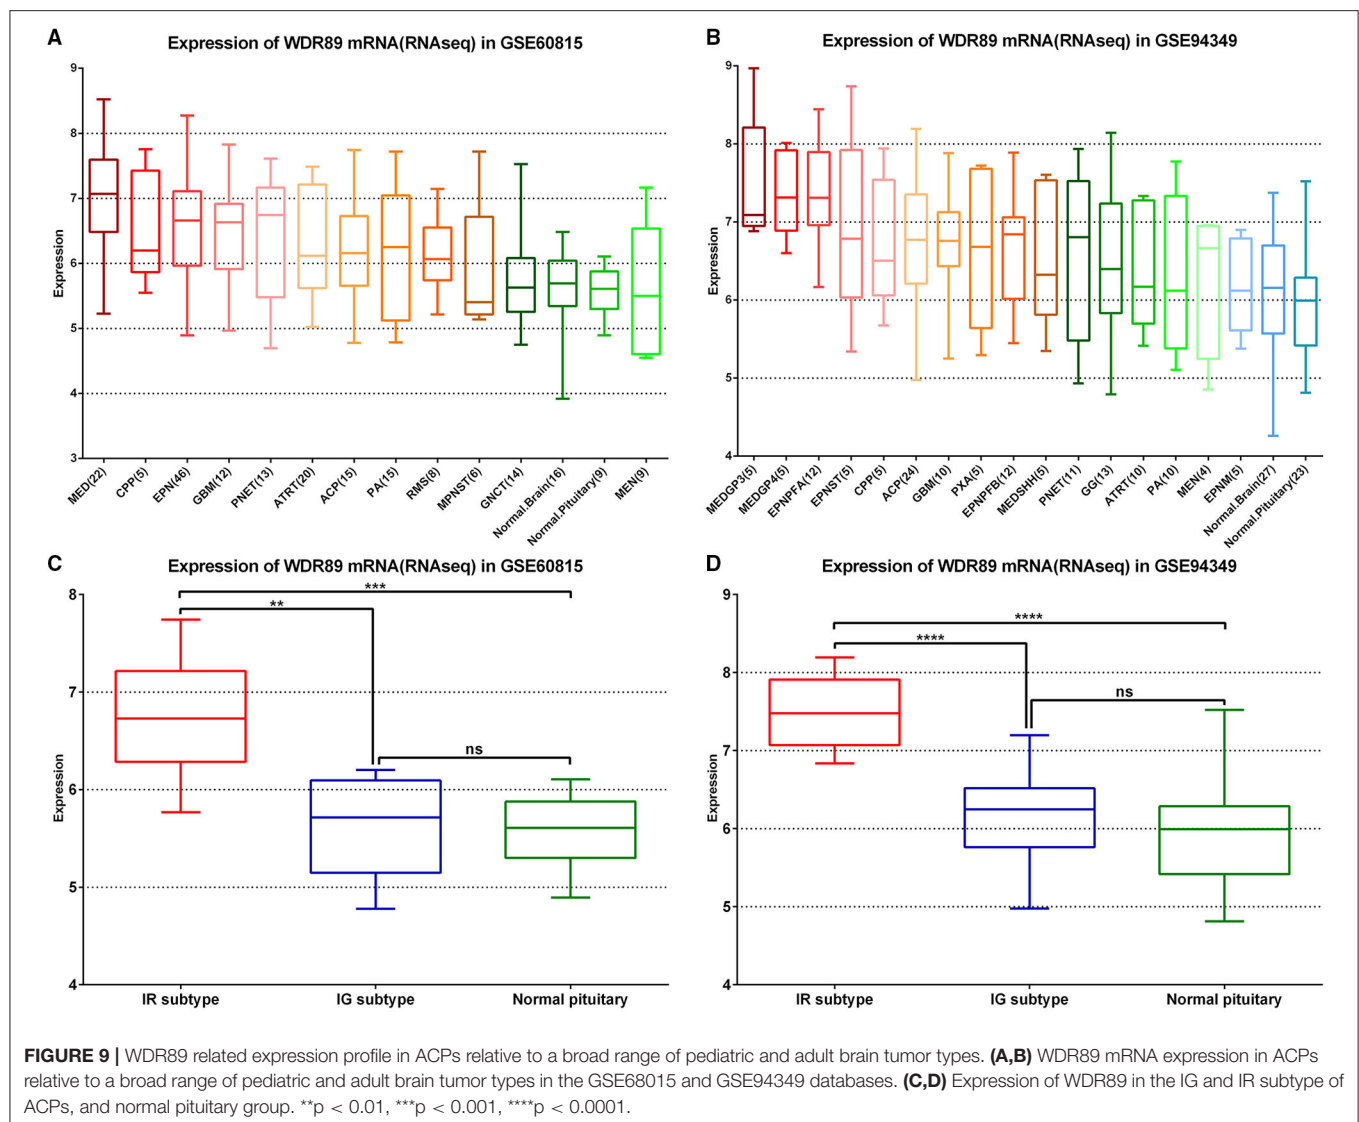 A
Expression of WDR89 mRNA(RNAseq) in GSE60815
9
8
7
6
5
4
3
Expression
MED(22)
CPP(5)
EPN(46)
GBM(12)
PNET(13)
ATRT(20)
ACP(15)
PA(15)
RMS(8)
MPNST(6)
GNCT(14)
Normal.Brain(16)
Normal.Pituitary(9)
MEN(9)
B
Expression of WDR89 mRNA(RNAseq) in GSE94349
9
8
7
6
5
4
Expression
MEDGP3(5)
MEDGP4(5)
EPNPFA(12)
EPNST(5)
CPP(5)
ACP(24)
GBM(10)
PXA(5)
EPNPFB(12)
MEDSHH(5)
PNET(11)
GG(13)
ATRT(10)
PA(10)
MEN(4)
EPNM(5)
Normal.Brain(27)
Normal.Pituitary(23)
C
Expression of WDR89 mRNA(RNAseq) in GSE60815
8
7
6
5
4
Expression
***
**
ns
IR subtype
IG subtype
Normal pituitary
D
Expression of WDR89 mRNA(RNAseq) in GSE94349
9
8
7
6
5
4
Expression
****
****
ns
IR subtype
IG subtype
Normal pituitary
FIGURE 9 | WDR89 related expression profile in ACPs relative to a broad range of pediatric and adult brain tumor types. (A,B) WDR89 mRNA expression in ACPs
relative to a broad range of pediatric and adult brain tumor types in the GSE68015 and GSE94349 databases. (C,D) Expression of WDR89 in the IG and IR subtype of
ACPs, and normal pituitary group. **p < 0.01, ***p < 0.001, ****p < 0.0001.